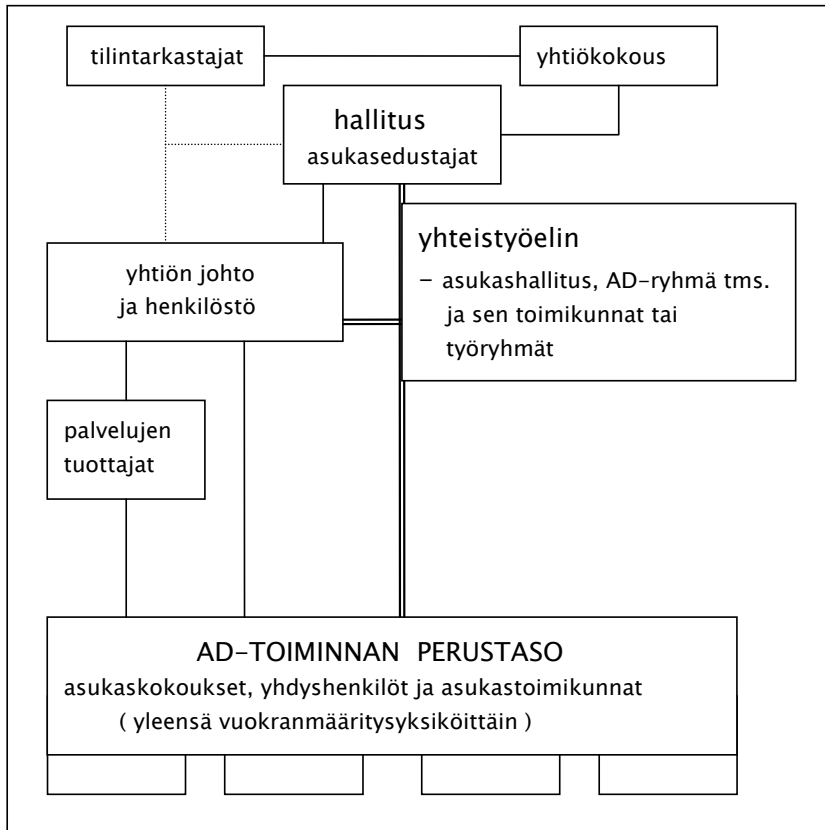 tilintarkastajat
yhtiökokous
hallitus
asukasedustajat
yhteistyöelin
– asukashallitus, AD–ryhmä tms.
ja sen toimikunnat tai
työryhmät
yhtiön johto
ja henkilöstö
palvelujen
tuottajat
AD–TOIMINNAN PERUSTASO
asukaskokoukset, yhdyshenkilöt ja asukastoimikunnat
( yleensä vuokranmääritysyksiköittäin )